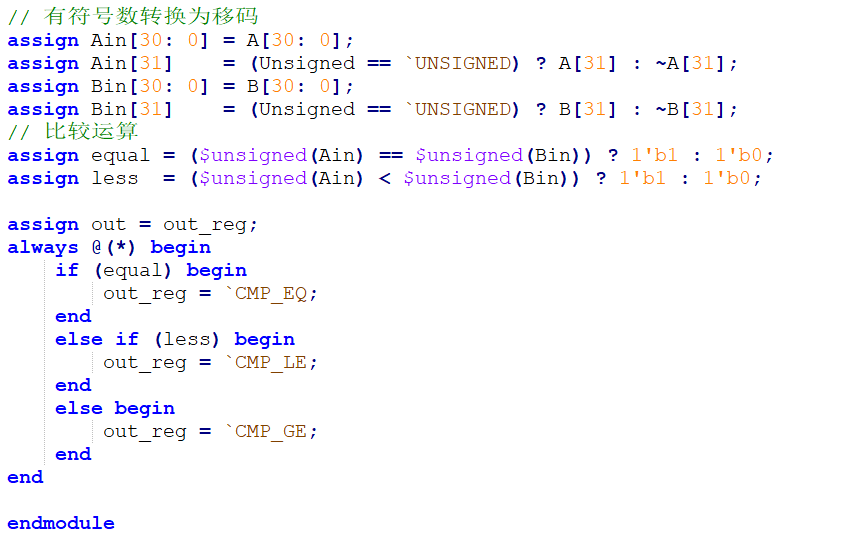 // 有符号数转换为移码
assign Ain[30: 0] = A[30: 0];
assign Ain[31]    = (Unsigned == `UNSIGNED) ? A[31] : ~A[31];
assign Bin[30: 0] = B[30: 0];
assign Bin[31]    = (Unsigned == `UNSIGNED) ? B[31] : ~B[31];
// 比较运算
assign equal = ($unsigned(Ain) == $unsigned(Bin)) ? 1'b1 : 1'b0;
assign less  = ($unsigned(Ain) < $unsigned(Bin)) ? 1'b1 : 1'b0;

assign out = out_reg;
always @(*) begin
    if (equal) begin
        out_reg = `CMP_EQ;
    end
    else if (less) begin
        out_reg = `CMP_LE;
    end
    else begin
        out_reg = `CMP_GE;
    end
end

endmodule